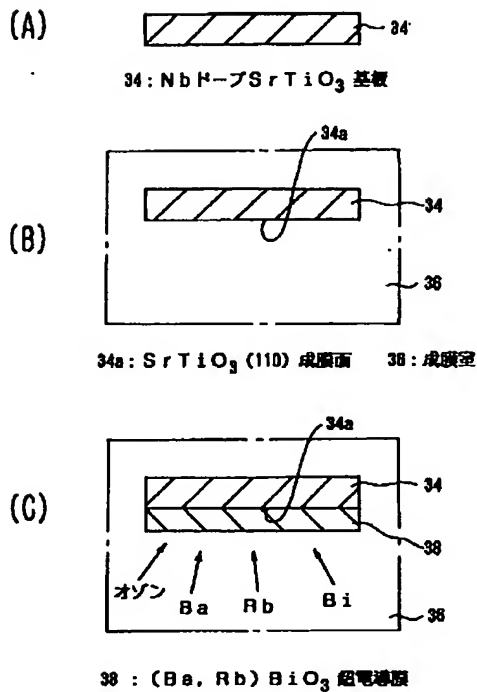 (A)
34
34：NbドープSrTiO3 基板
34a
(B)
34
36
34a：SrTiO3 (110) 成膜面　36：成膜室
34a
(C)
34
38
オゾン
Ba
Rb
Bi
36
38：(Ba, Rb) BiO3 超電導膜